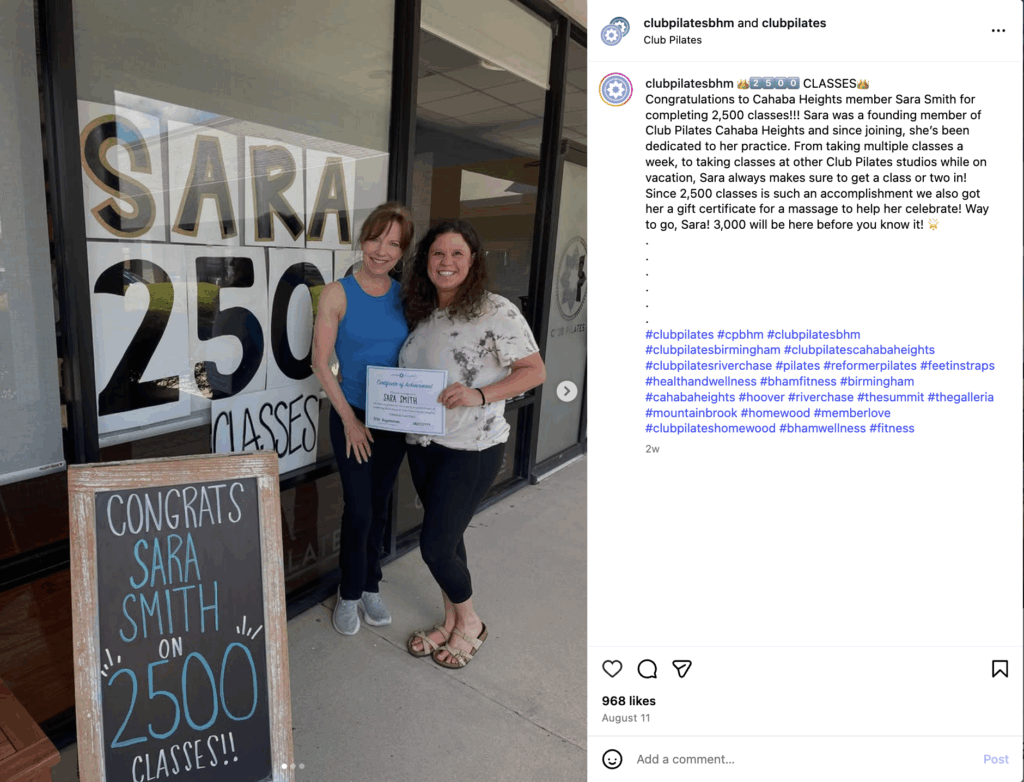 SARA
250
CLASSES
Certificate of Achievement
SARA SMITH
CLUB PILATES
CONGRATS
SARA
SMITH
ON
2500
CLASSES!!
clubpilatesbhm and clubpilates
Club Pilates
clubpilatesbhm 👑2️⃣5️⃣0️⃣0️⃣ CLASSES👑
Congratulations to Cahaba Heights member Sara Smith for
completing 2,500 classes!!! Sara was a founding member of
Club Pilates Cahaba Heights and since joining, she’s been
dedicated to her practice. From taking multiple classes a
week, to taking classes at other Club Pilates studios while on
vacation, Sara always makes sure to get a class or two in!
Since 2,500 classes is such an accomplishment we also got
her a gift certificate for a massage to help her celebrate! Way
to go, Sara! 3,000 will be here before you know it!
.
.
.
.
.
.
#clubpilates #cpbhm #clubpilatesbhm
#clubpilatesbirmingham #clubpilatescahabaheights
#clubpilatesriverchase #pilates #reformerpilates #feetinstraps
#healthandwellness #bhamfitness #birmingham
#cahabaheights #hoover #riverchase #thesummit #thegalleria
#mountainbrook #homewood #memberlove
#clubpilateshomewood #bhamwellness #fitness
2w
968 likes
August 11
Add a comment...
Post